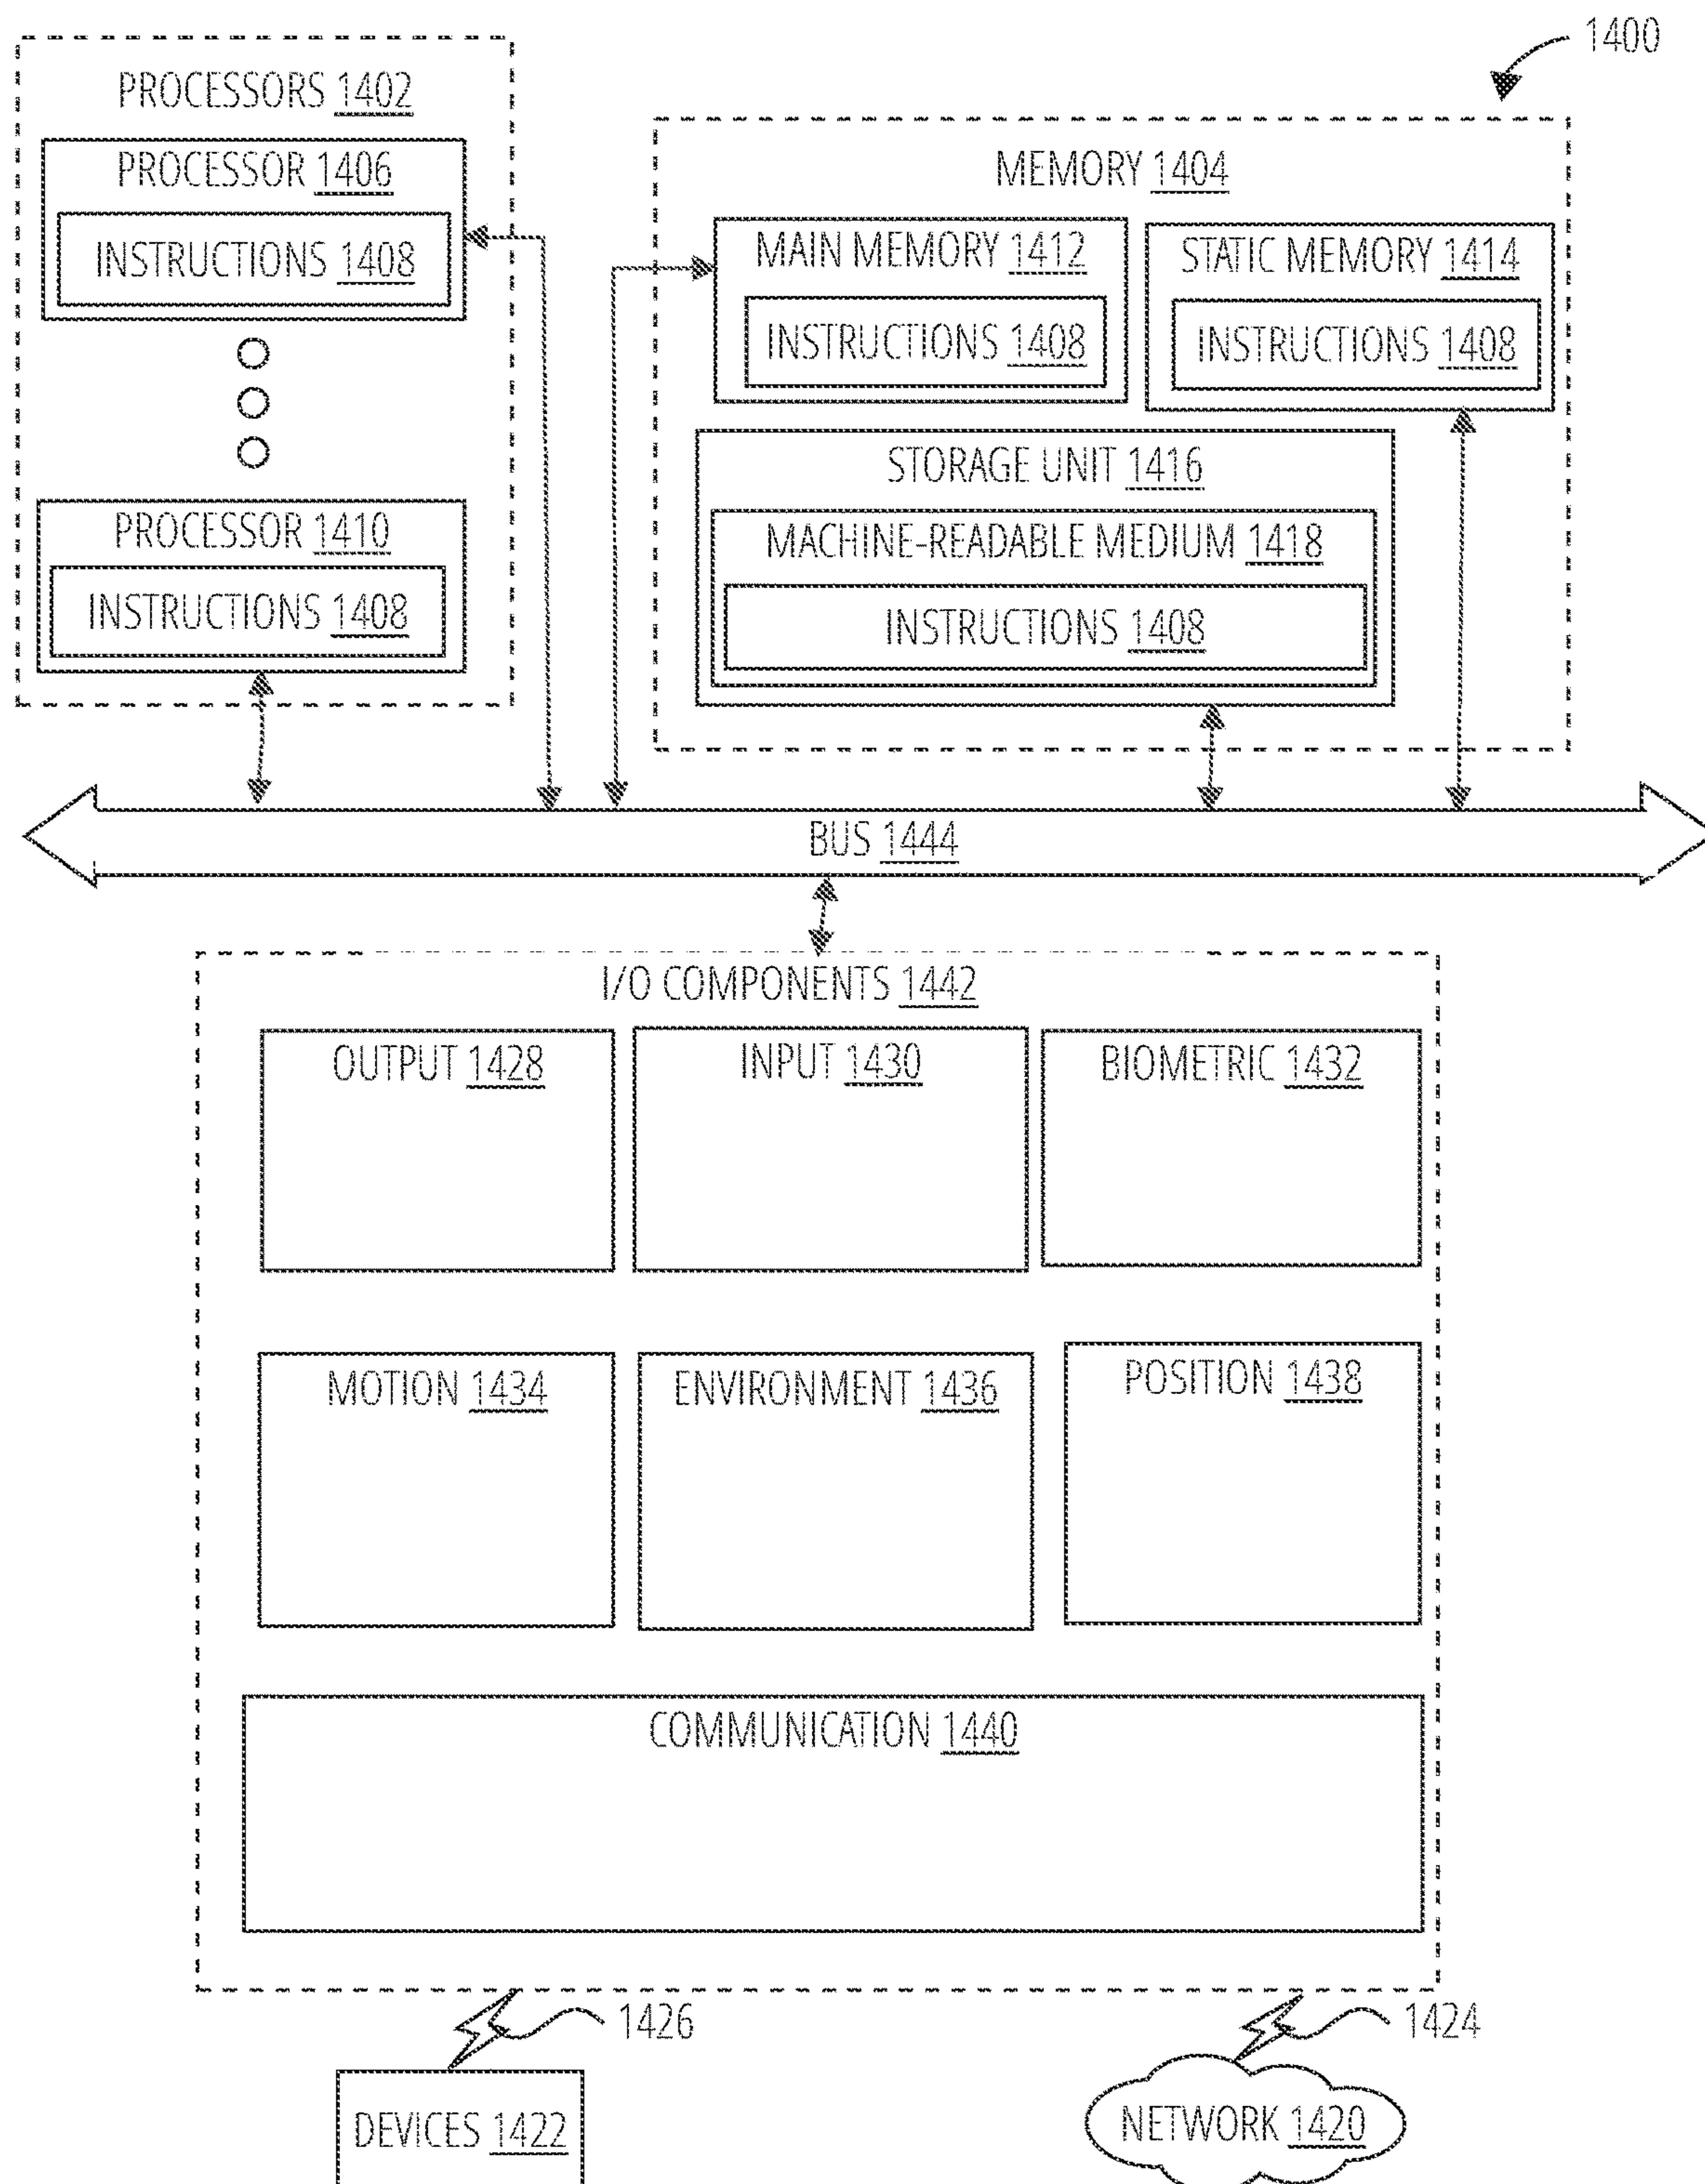 1400
PROCESSORS 1402
PROCESSOR 1406
INSTRUCTIONS 1408
PROCESSOR 1410
INSTRUCTIONS 1408
MEMORY 1404
MAIN MEMORY 1412
INSTRUCTIONS 1408
STATIC MEMORY 1414
INSTRUCTIONS 1408
STORAGE UNIT 1416
MACHINE-READABLE MEDIUM 1418
INSTRUCTIONS 1408
BUS 1444
I/O COMPONENTS 1442
OUTPUT 1428
INPUT 1430
BIOMETRIC 1432
MOTION 1434
ENVIRONMENT 1436
POSITION 1438
COMMUNICATION 1440
1426
1424
DEVICES 1422
NETWORK 1420